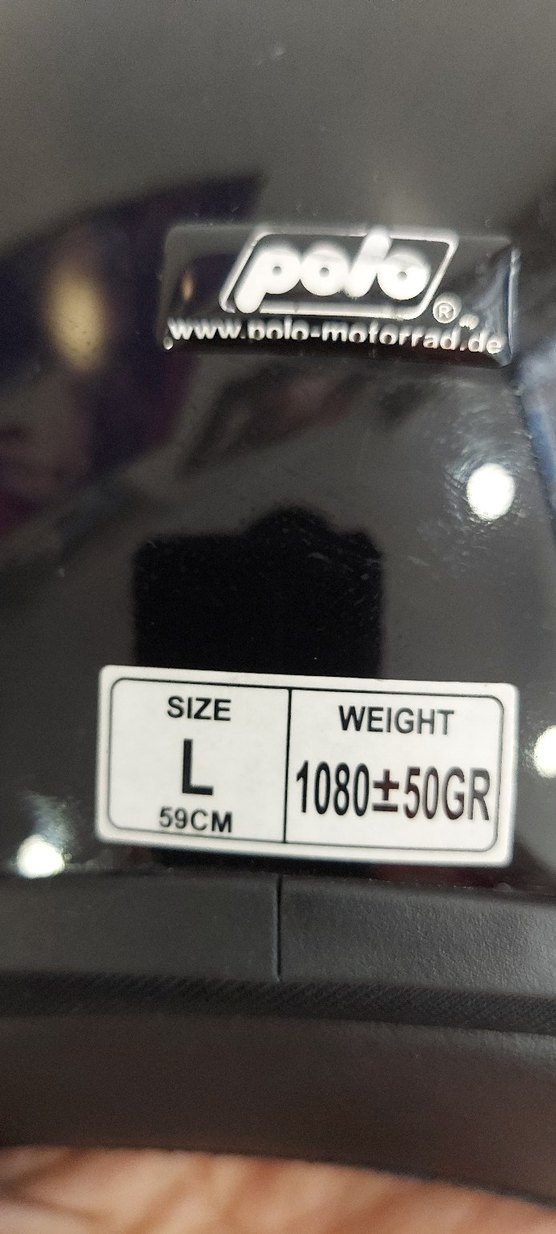 polo®
www.polo-motorrad.de
SIZE
L
59CM
WEIGHT
1080±50GR